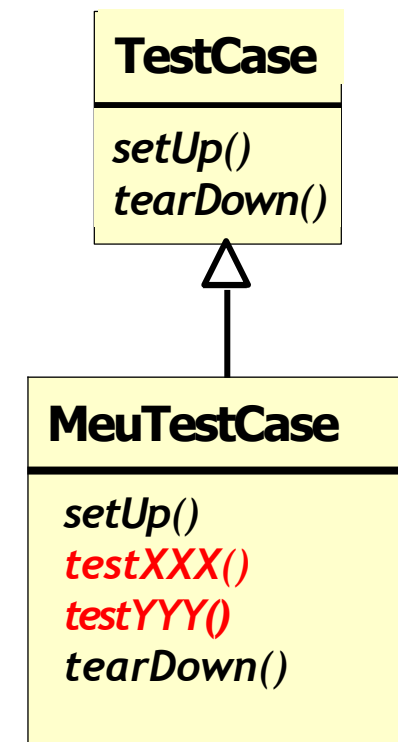 TestCase
setUp()
tearDown()
MeuTestCase
setUp()
testXXX()
testYYY()
tearDown()